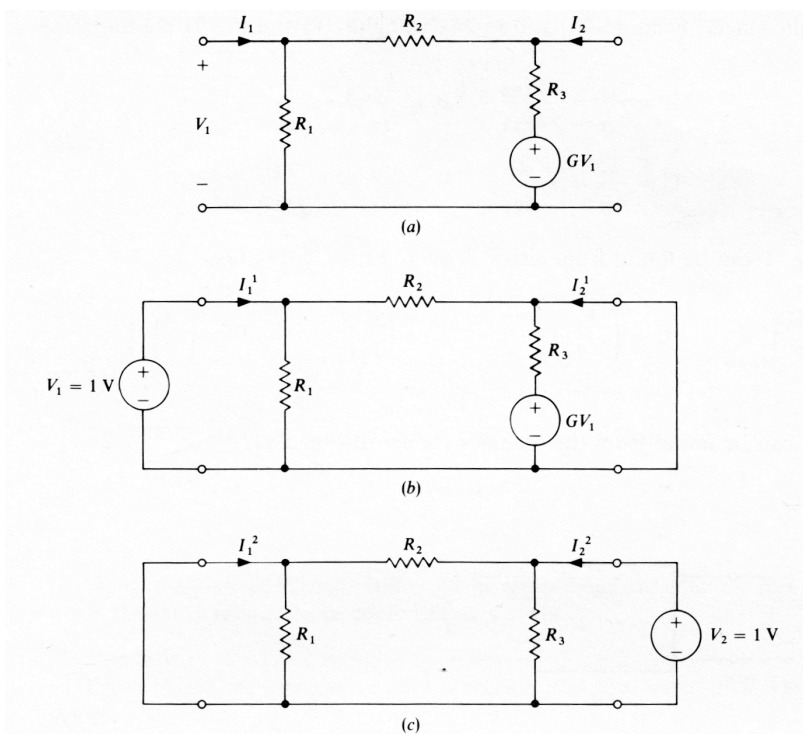 I₁ R₂ I₂
+
V₁ R₁ R₃
+
GV₁
−
−
(a)
I₁¹ R₂ I₂¹
R₃
V₁ = 1 V + − R₁ + GV₁
−
(b)
I₁² R₂ I₂²
R₁ R₃ + − V₂ = 1 V
(c)